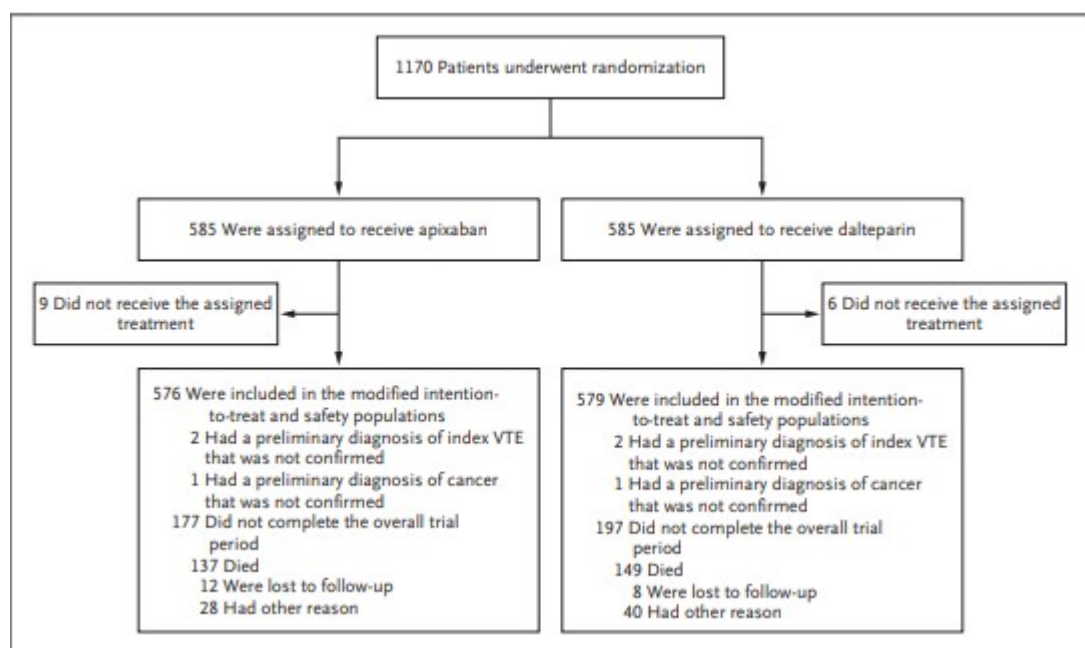 1170 Patients underwent randomization
585 Were assigned to receive apixaban
585 Were assigned to receive dalteparin
9 Did not receive the assigned
treatment
6 Did not receive the assigned
treatment
576 Were included in the modified intention-
to-treat and safety populations
2 Had a preliminary diagnosis of index VTE
that was not confirmed
1 Had a preliminary diagnosis of cancer
that was not confirmed
177 Did not complete the overall trial
period
137 Died
12 Were lost to follow-up
28 Had other reason
579 Were included in the modified intention-
to-treat and safety populations
2 Had a preliminary diagnosis of index VTE
that was not confirmed
1 Had a preliminary diagnosis of cancer
that was not confirmed
197 Did not complete the overall trial
period
149 Died
8 Were lost to follow-up
40 Had other reason